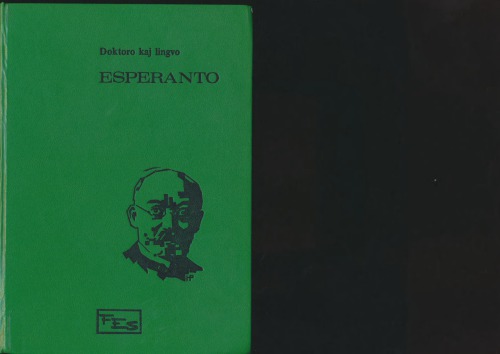 Doktoro kaj lingvo
ESPERANTO
FES